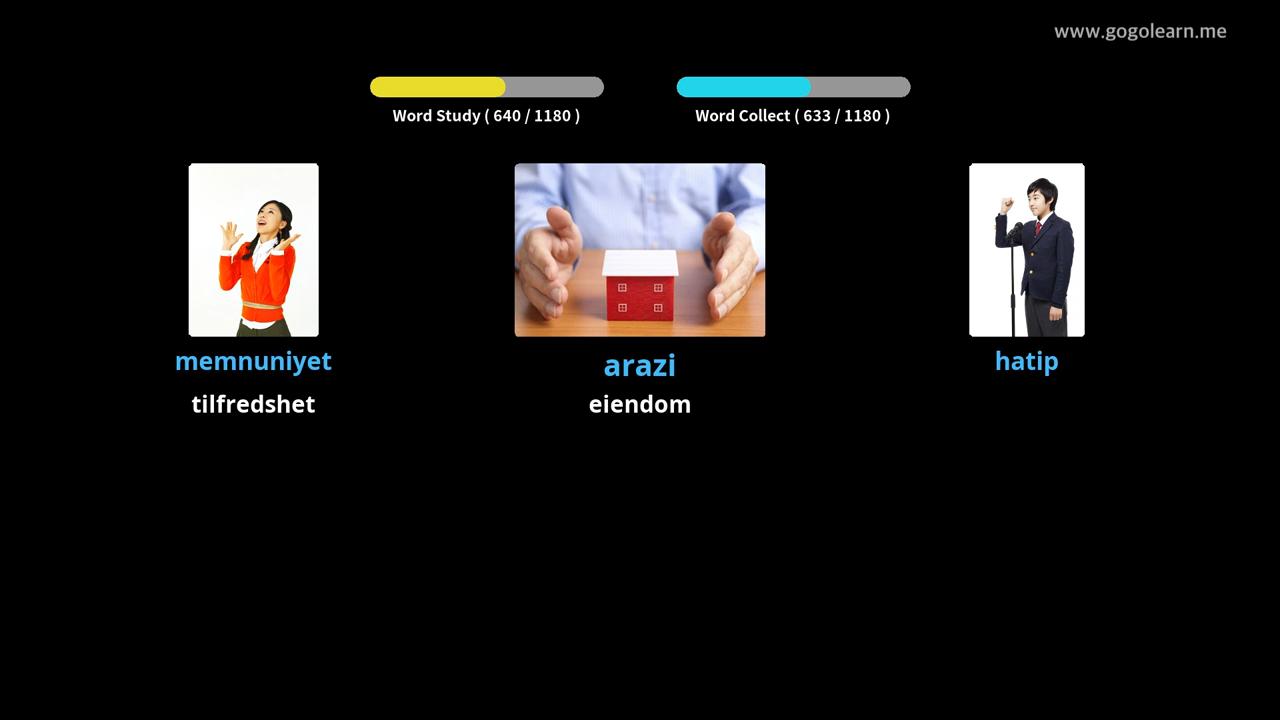 www.gogolearn.me
Word Study ( 640 / 1180 )
Word Collect ( 633 / 1180 )
memnuniyet
tilfredshet
arazi
eiendom
hatip